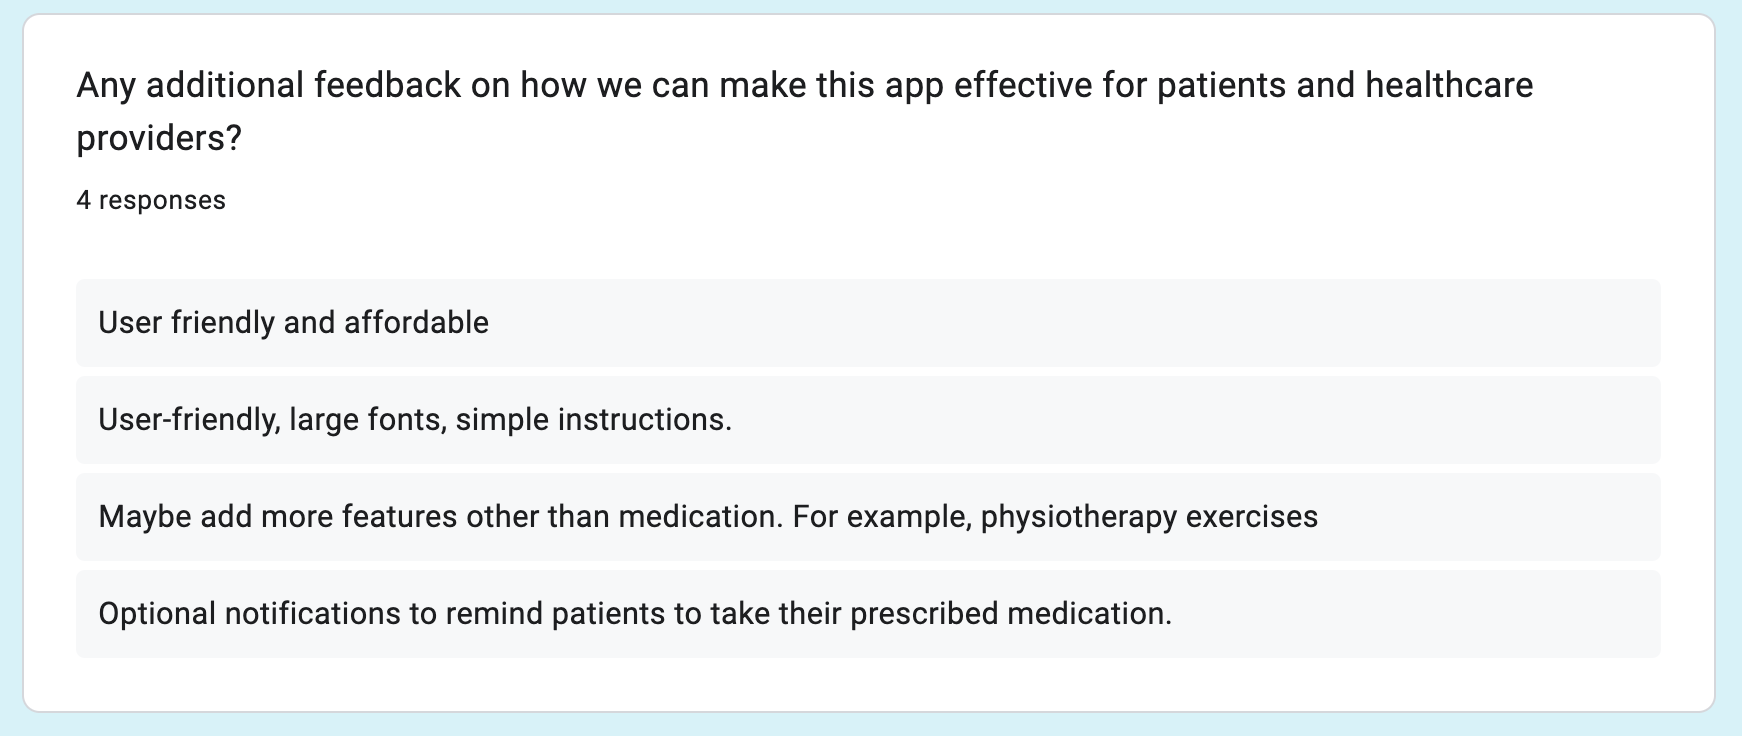 Any additional feedback on how we can make this app effective for patients and healthcare
providers?
4 responses
User friendly and affordable
User-friendly, large fonts, simple instructions.
Maybe add more features other than medication. For example, physiotherapy exercises
Optional notifications to remind patients to take their prescribed medication.